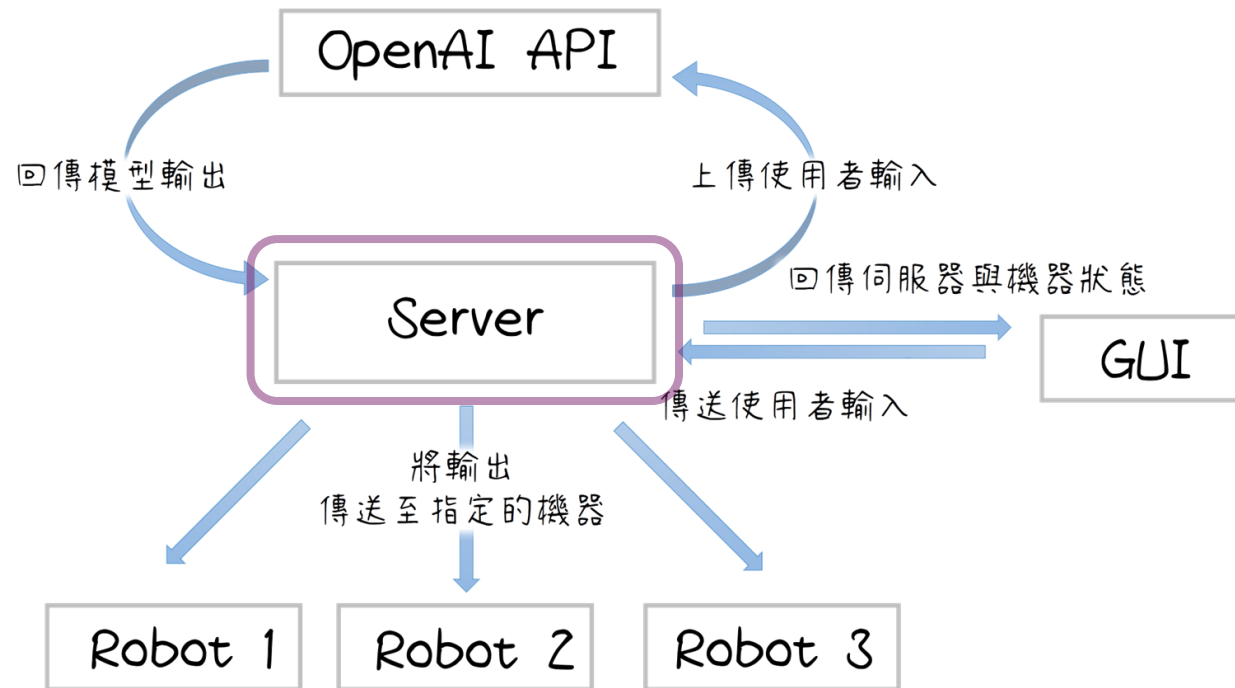 OpenAI API
回傳模型輸出
上傳使用者輸入
回傳伺服器與機器狀態
Server
GUI
傳送使用者輸入
將輸出
傳送至指定的機器
Robot 1
Robot 2
Robot 3